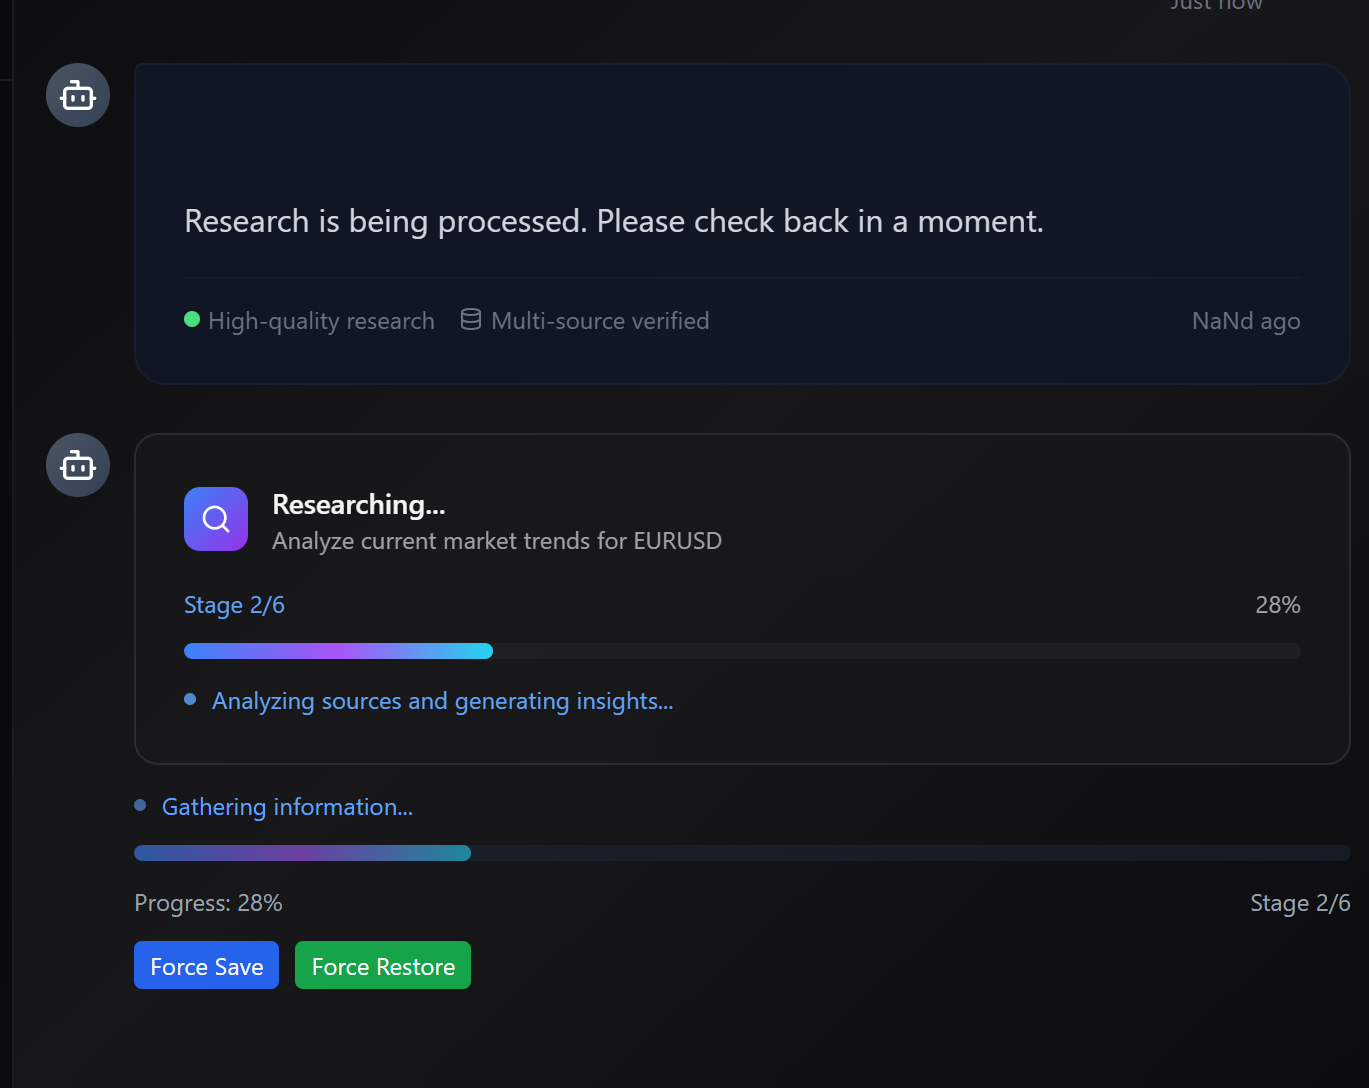 Just now
Research is being processed. Please check back in a moment.
High-quality research Multi-source verified NaNd ago
Researching...
Analyze current market trends for EURUSD
Stage 2/6 28%
Analyzing sources and generating insights...
Gathering information...
Progress: 28% Stage 2/6
Force Save Force Restore